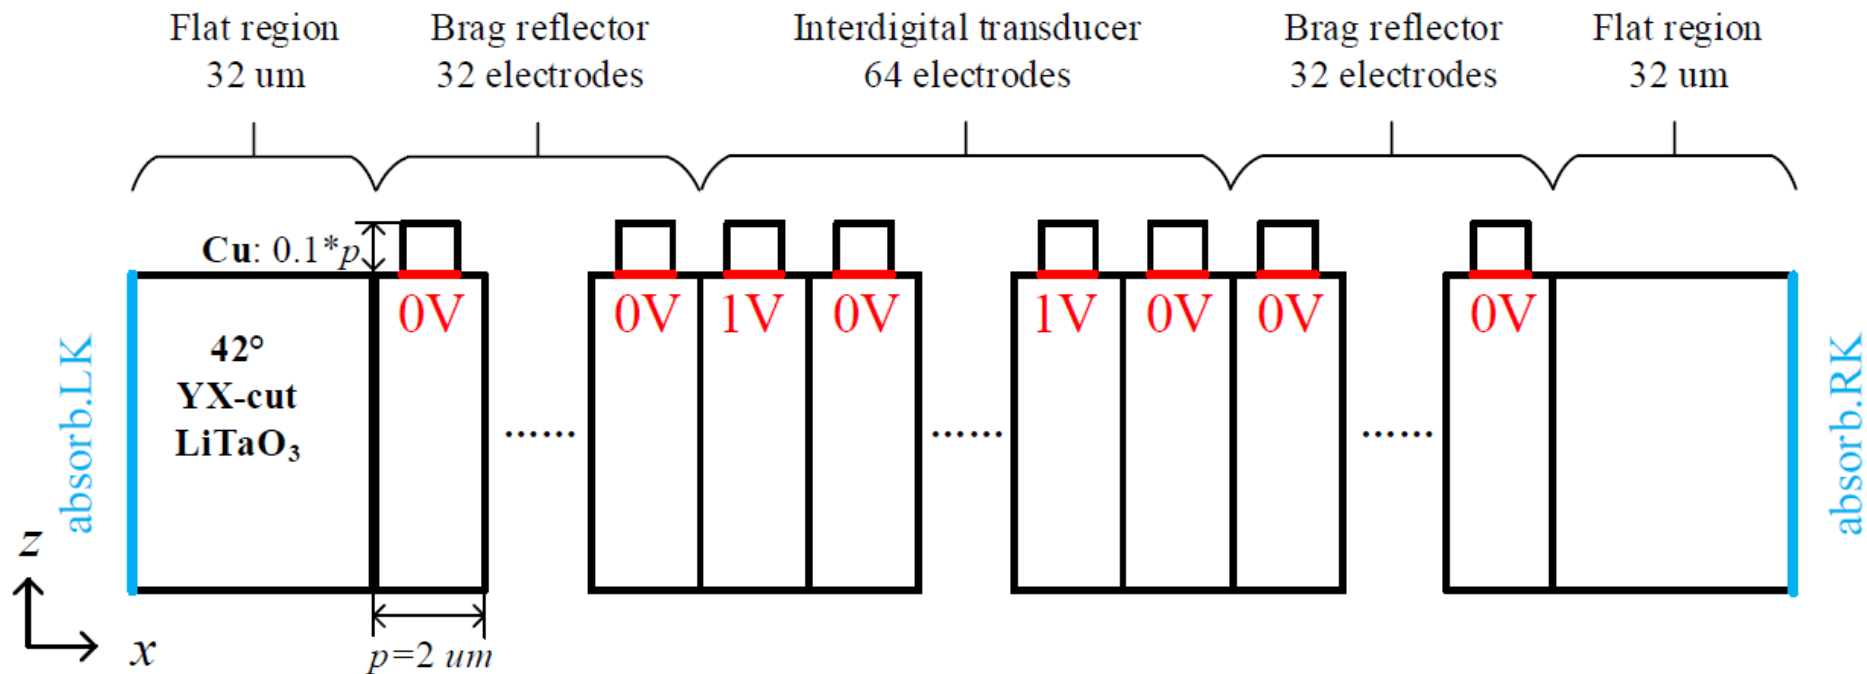 Flat region
32 um
Brag reflector
32 electrodes
Interdigital transducer
64 electrodes
Brag reflector
32 electrodes
Flat region
32 um
Cu: 0.1*p
0V
0V
1V
0V
1V
0V
0V
0V
42°
YX-cut
LiTaO₃
absorb.LK
absorb.RK
......
......
......
z
x
p=2 um